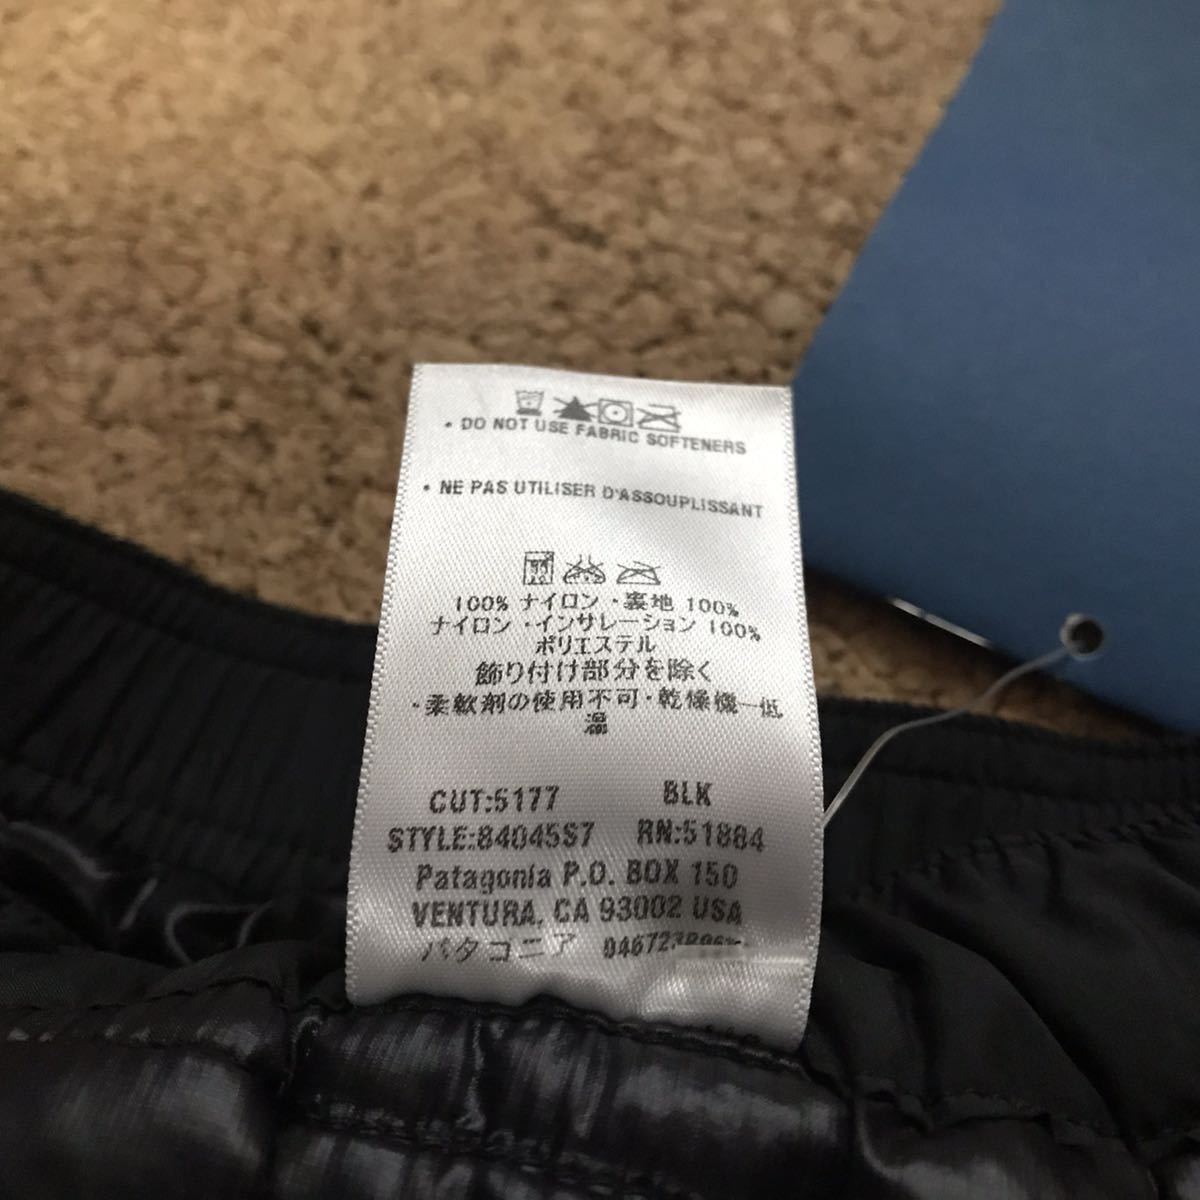 • DO NOT USE FABRIC SOFTENERS
• NE PAS UTILISER D'ASSOUPLISSANT
100% ナイロン・裏地 100%
ナイロン・インサレーション 100%
ポリエステル
飾り付け部分を除く
・柔軟剤の使用不可・乾燥機一低
温
CUT:5177 BLK
STYLE:84045S7 RN:51884
Patagonia P.O. BOX 150
VENTURA, CA 93002 USA
パタゴニア